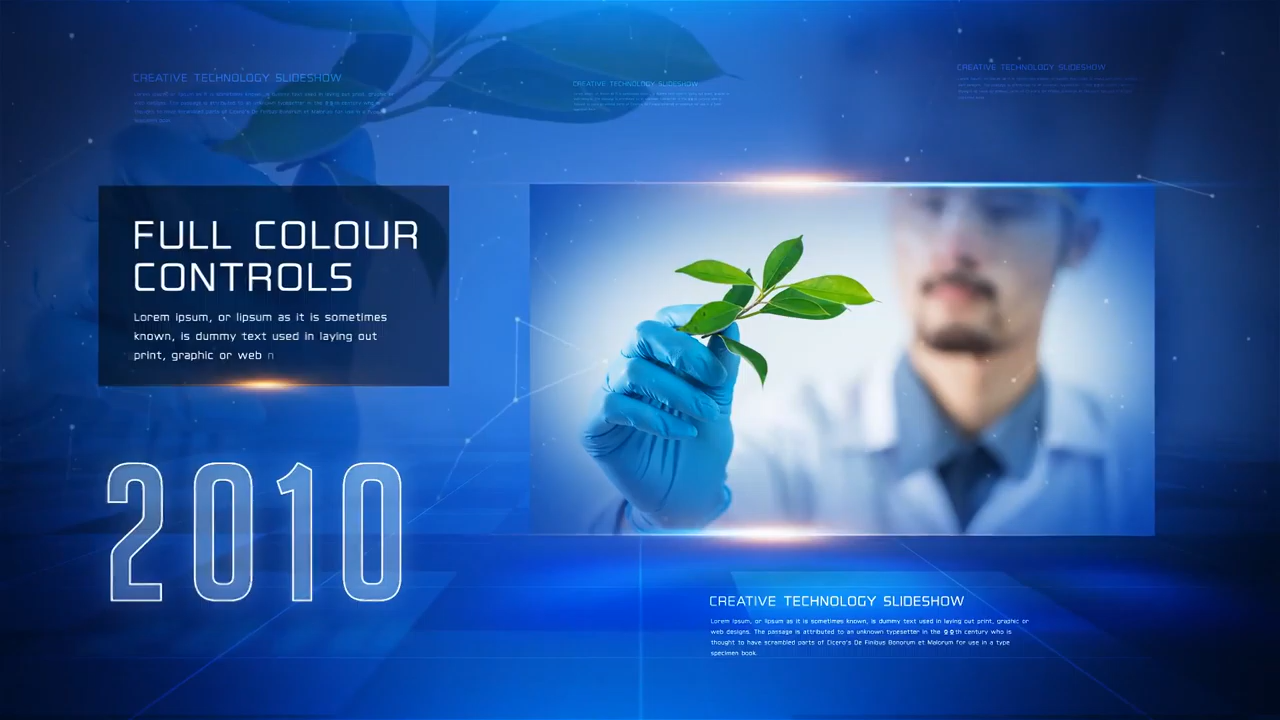 CREATIVE TECHNOLOGY SLIDESHOW
CREATIVE TECHNOLOGY SLIDESHOW
CREATIVE TECHNOLOGY SLIDESHOW
FULL COLOUR
CONTROLS
Lorem ipsum, or lipsum as it is sometimes
known, is dummy text used in laying out
print, graphic or web n
2010
CREATIVE TECHNOLOGY SLIDESHOW
Lorem ipsum, or lipsum as it is sometimes known, is dummy text used in laying out print, graphic or
web designs. The passage is attributed to an unknown typesetter in the 99th century who is
thought to have scrambled parts of Cicero's De Finibus Bonorum et Malorum for use in a type
specimen book.